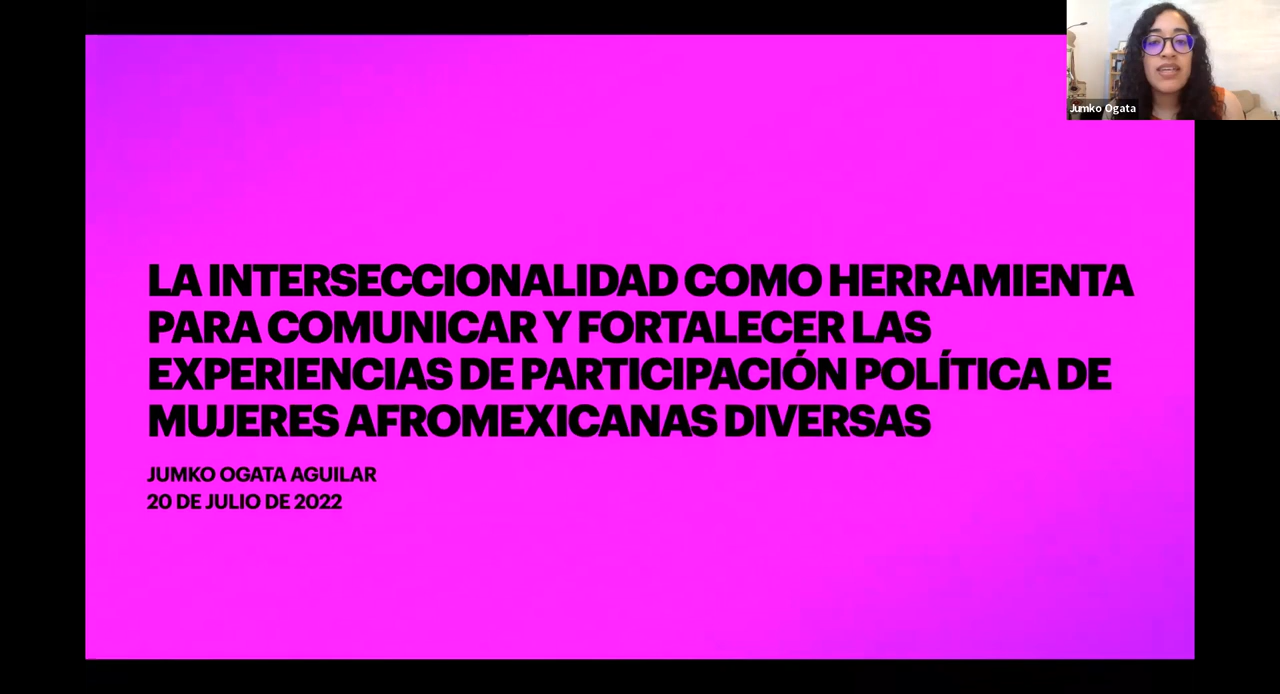 Jumko Ogata
LA INTERSECCIONALIDAD COMO HERRAMIENTA
PARA COMUNICAR Y FORTALECER LAS
EXPERIENCIAS DE PARTICIPACIÓN POLÍTICA DE
MUJERES AFROMEXICANAS DIVERSAS
JUMKO OGATA AGUILAR
20 DE JULIO DE 2022